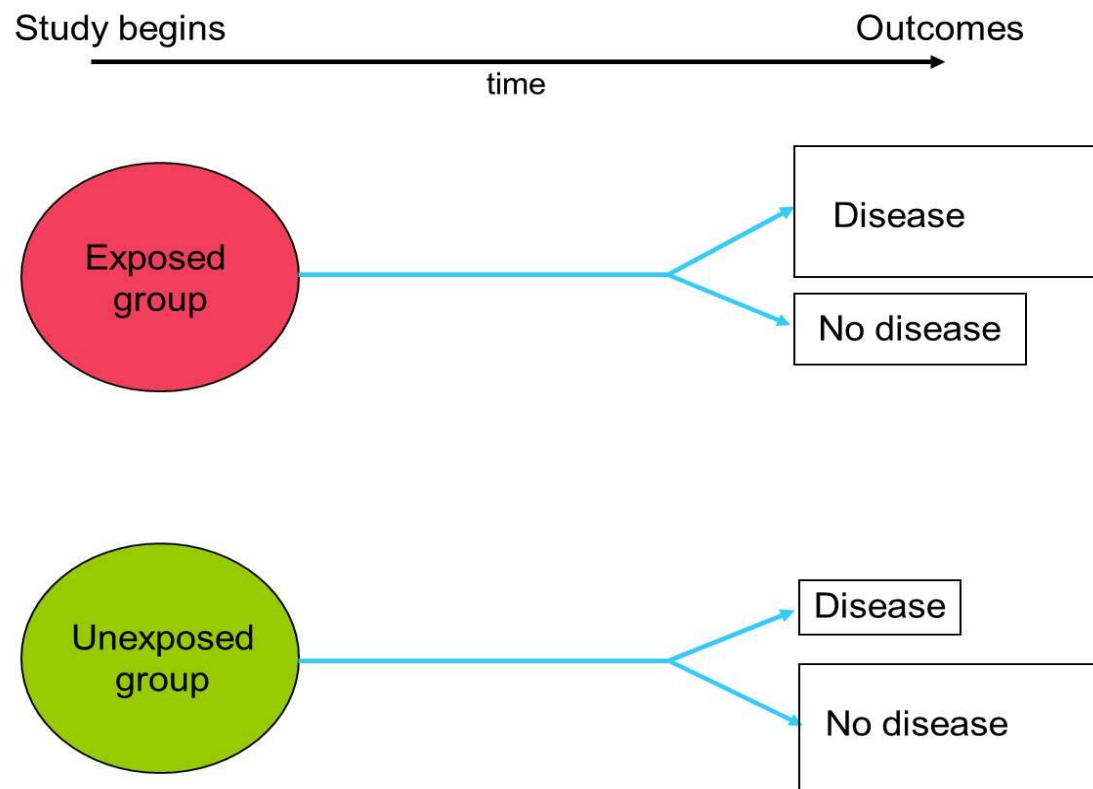 Study begins
Outcomes
time
Exposed
group
Disease
No disease
Unexposed
group
Disease
No disease